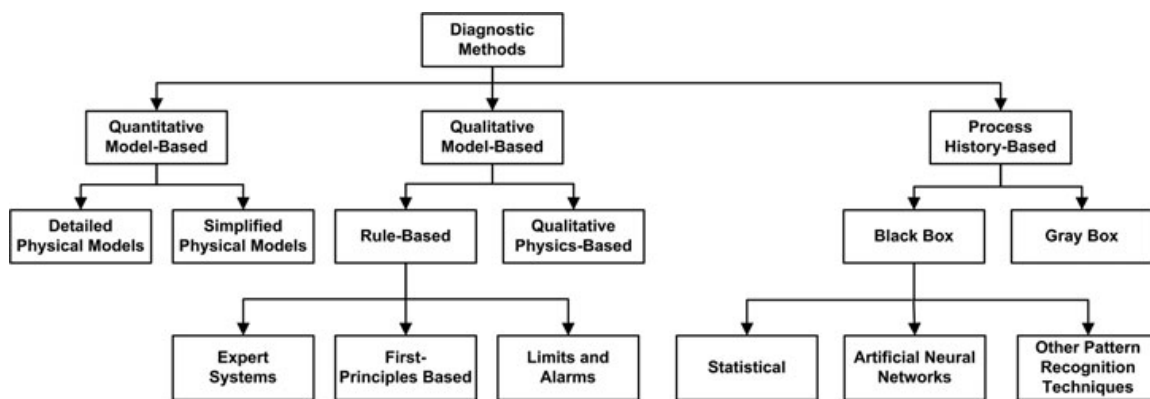 Diagnostic
Methods
Quantitative
Model-Based
Qualitative
Model-Based
Process
History-Based
Detailed
Physical Models
Simplified
Physical Models
Rule-Based
Qualitative
Physics-Based
Black Box
Gray Box
Expert
Systems
First-
Principles Based
Limits and
Alarms
Statistical
Artificial Neural
Networks
Other Pattern
Recognition
Techniques